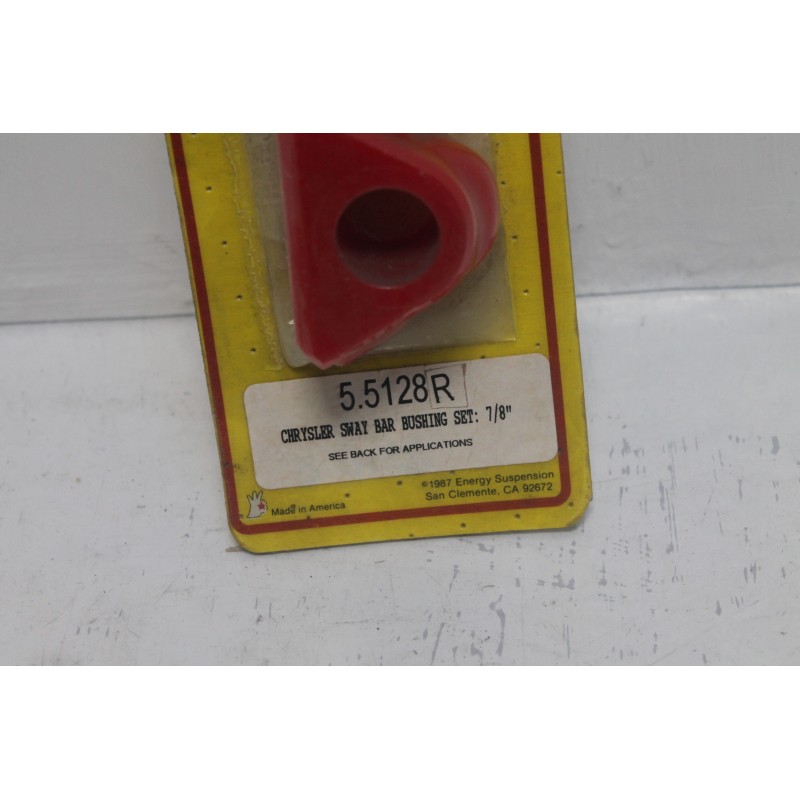 5.5128R
CHRYSLER SWAY BAR BUSHING SET: 7/8"
SEE BACK FOR APPLICATIONS
©1987 Energy Suspension
San Clemente, CA 92672
Made in America